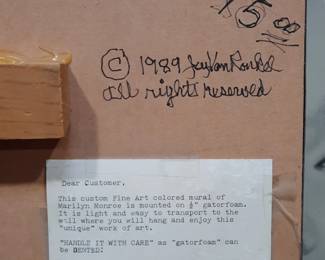 15.00
© 1989 Jay Van
all rights reserved
Dear Customer,
This custom Fine Art colored mural of
Marilyn Monroe is mounted on ½" gatorfoam.
It is light and easy to transport to the
wall where you will hang and enjoy this
"unique" work of art.
"HANDLE IT WITH CARE" as "gatorfoam" can
be DENTED!